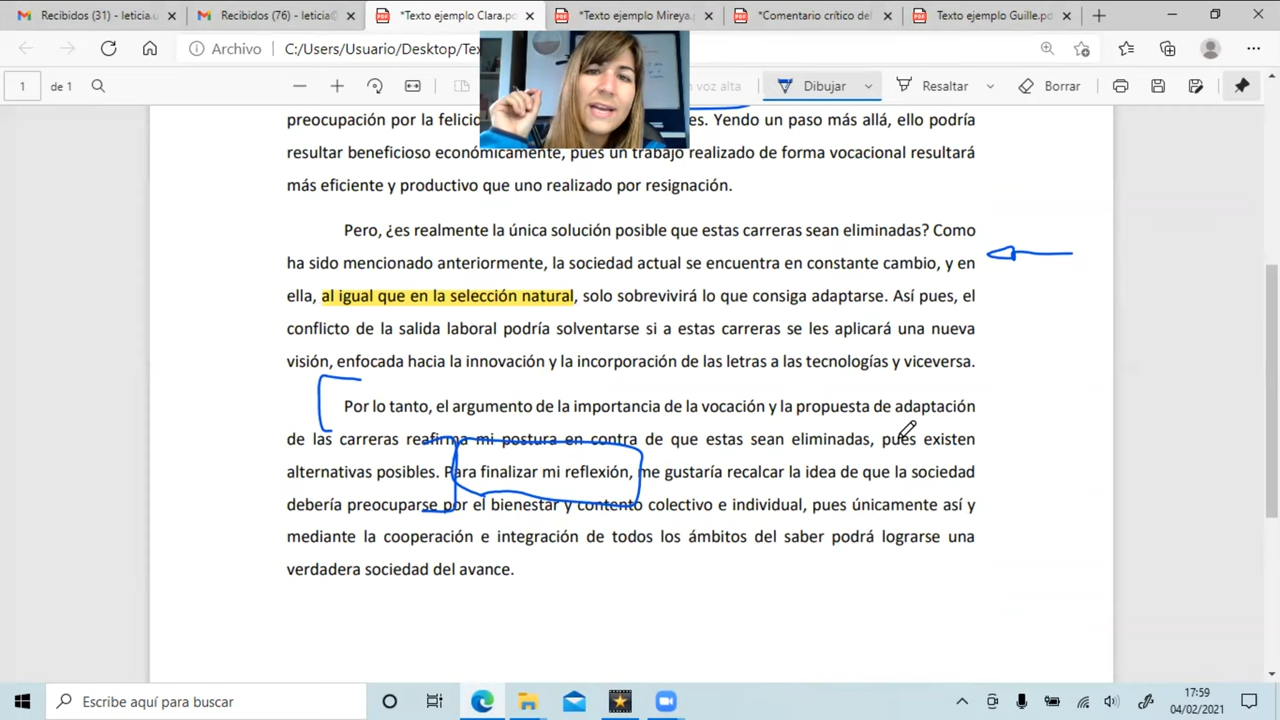 Recibidos (31) - leticia.u
Recibidos (76) - leticia@
*Texto ejemplo Clara.pd
*Texto ejemplo Mireya.p
*Comentario crítico del
Texto ejemplo Guille.pd
Archivo
C:/Users/Usuario/Desktop/Te
1 de 1
voz alta
Dibujar
Resaltar
Borrar
preocupación por la felici es. Yendo un paso más allá, ello podría
resultar beneficioso económicamente, pues un trabajo realizado de forma vocacional resultará
más eficiente y productivo que uno realizado por resignación.
Pero, ¿es realmente la única solución posible que estas carreras sean eliminadas? Como
ha sido mencionado anteriormente, la sociedad actual se encuentra en constante cambio, y en
ella, al igual que en la selección natural, solo sobrevivirá lo que consiga adaptarse. Así pues, el
conflicto de la salida laboral podría solventarse si a estas carreras se les aplicará una nueva
visión, enfocada hacia la innovación y la incorporación de las letras a las tecnologías y viceversa.
Por lo tanto, el argumento de la importancia de la vocación y la propuesta de adaptación
de las carreras reafirma mi postura en contra de que estas sean eliminadas, pues existen
alternativas posibles. Para finalizar mi reflexión, me gustaría recalcar la idea de que la sociedad
debería preocuparse por el bienestar y contento colectivo e individual, pues únicamente así y
mediante la cooperación e integración de todos los ámbitos del saber podrá lograrse una
verdadera sociedad del avance.
Escribe aquí para buscar
17:59
04/02/2021